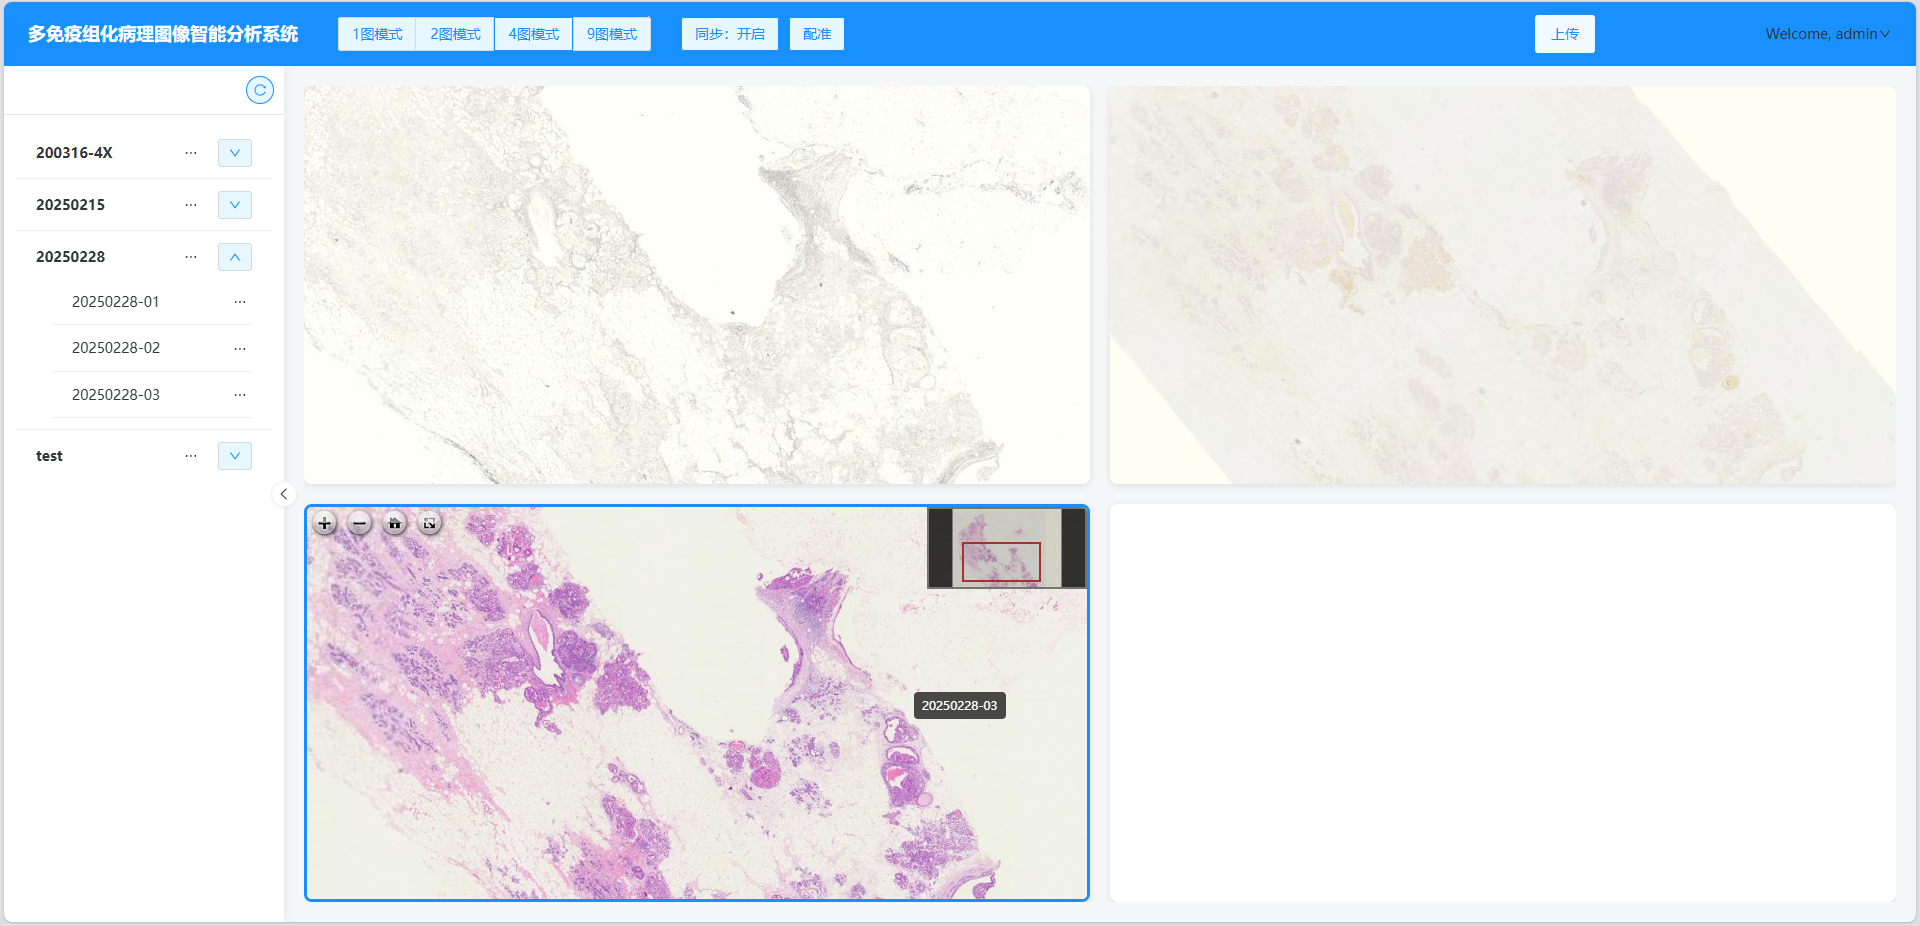 多免疫组化病理图像智能分析系统
1图模式 2图模式 4图模式 9图模式
同步：开启 配准
上传
Welcome, admin
200316-4X ...
20250215 ...
20250228 ...
20250228-01 ...
20250228-02 ...
20250228-03 ...
test ...
20250228-03